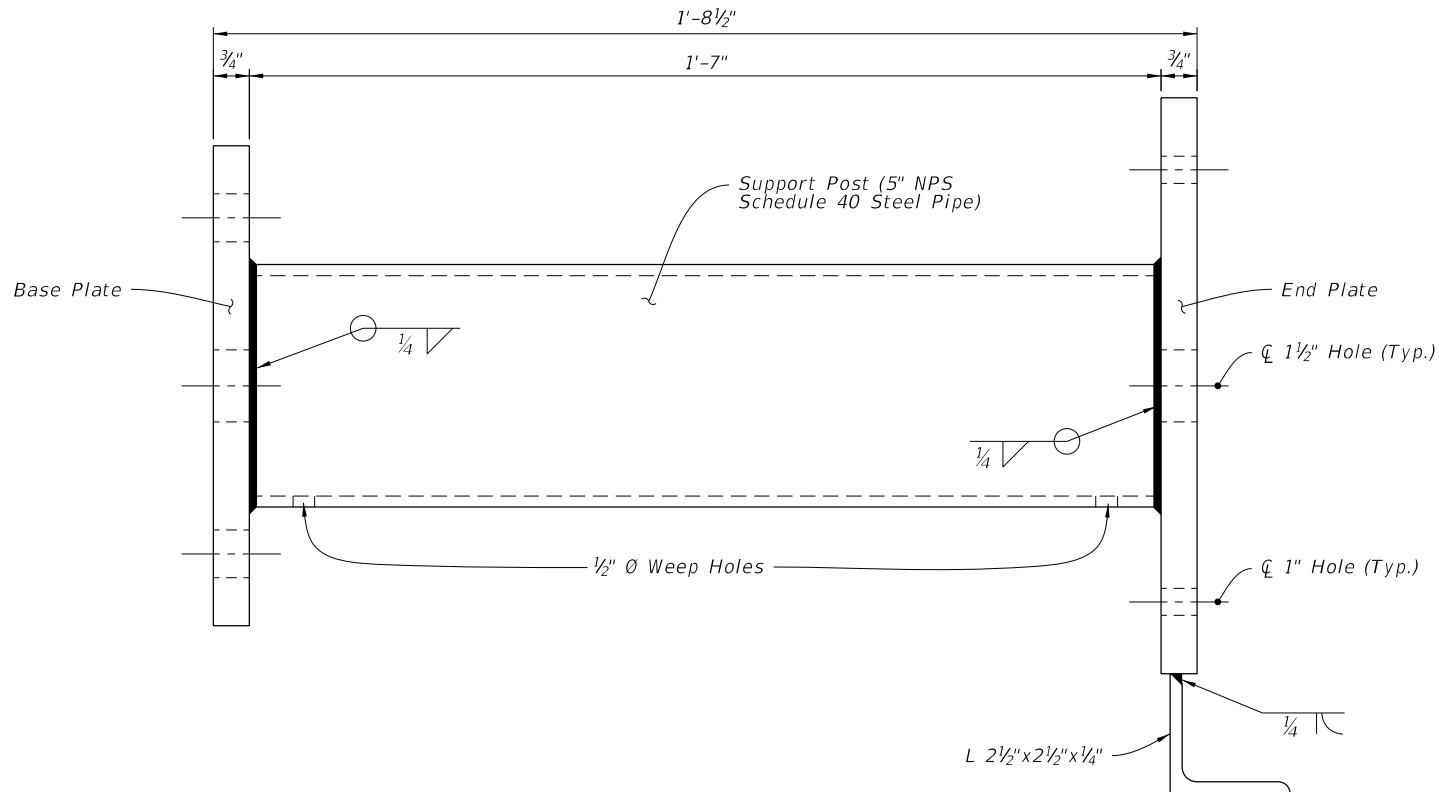 1'-8½"
¾"
1'-7"
¾"
Support Post (5" NPS
Schedule 40 Steel Pipe)
Base Plate
End Plate
¼
℄ 1½" Hole (Typ.)
¼
½" Ø Weep Holes
℄ 1" Hole (Typ.)
¼
L 2½"x2½"x¼"